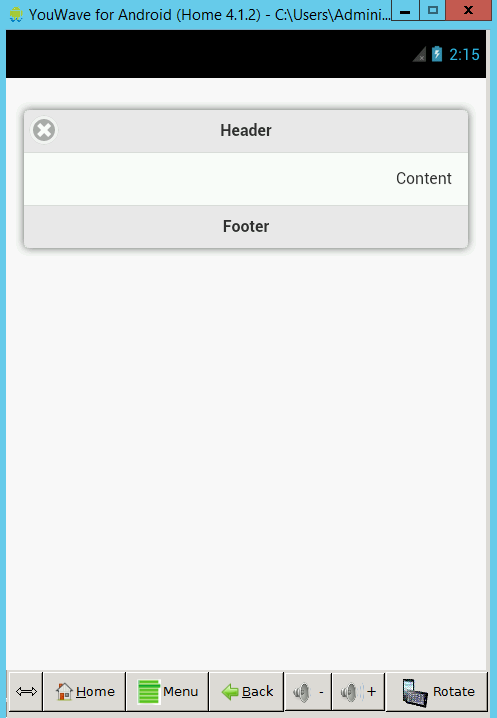 YouWave for Android (Home 4.1.2) - C:\Users\Admini...
2:15
Header
Content
Footer
Home Menu Back - + Rotate